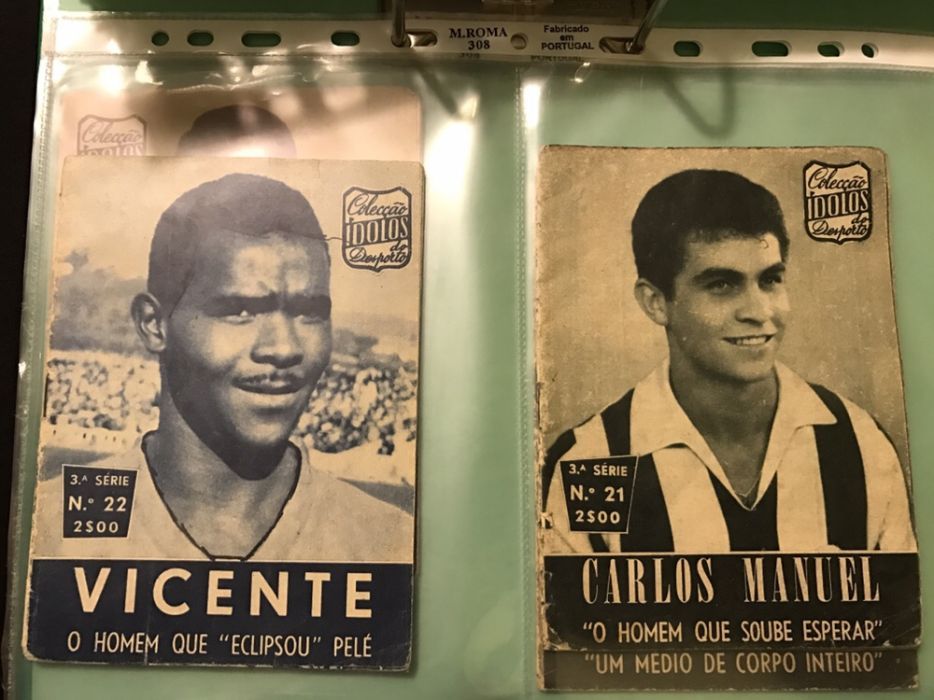 M.ROMA
308
Fabricado
em
PORTUGAL
Colecção
ÍDOLOS
Colecção
ÍDOLOS
do
Desporto
3.ª SÉRIE
N.º 22
2$00
VICENTE
O HOMEM QUE "ECLIPSOU" PELÉ
Colecção
ÍDOLOS
do
Desporto
3.ª SÉRIE
N.º 21
2$00
CARLOS MANUEL
"O HOMEM QUE SOUBE ESPERAR"
"UM MEDIO DE CORPO INTEIRO"